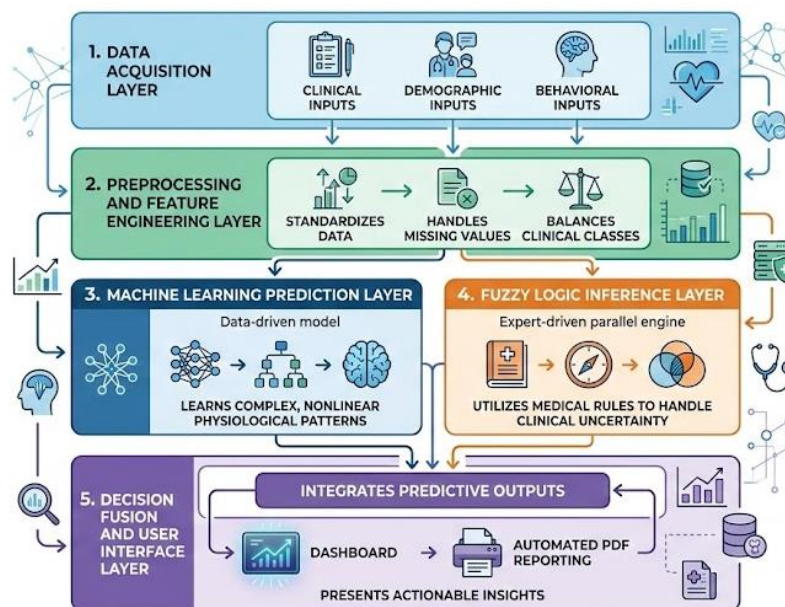 1. DATA
ACQUISITION
LAYER
CLINICAL
INPUTS
DEMOGRAPHIC
INPUTS
BEHAVIORAL
INPUTS
2. PREPROCESSING
AND FEATURE
ENGINEERING LAYER
STANDARDIZES
DATA
HANDLES
MISSING VALUES
BALANCES
CLINICAL CLASSES
3. MACHINE LEARNING PREDICTION LAYER
Data-driven model
LEARNS COMPLEX, NONLINEAR
PHYSIOLOGICAL PATTERNS
4. FUZZY LOGIC INFERENCE LAYER
Expert-driven parallel engine
UTILIZES MEDICAL RULES TO HANDLE
CLINICAL UNCERTAINTY
5. DECISION
FUSION
AND USER
INTERFACE
LAYER
INTEGRATES PREDICTIVE OUTPUTS
DASHBOARD
AUTOMATED PDF
REPORTING
PRESENTS ACTIONABLE INSIGHTS